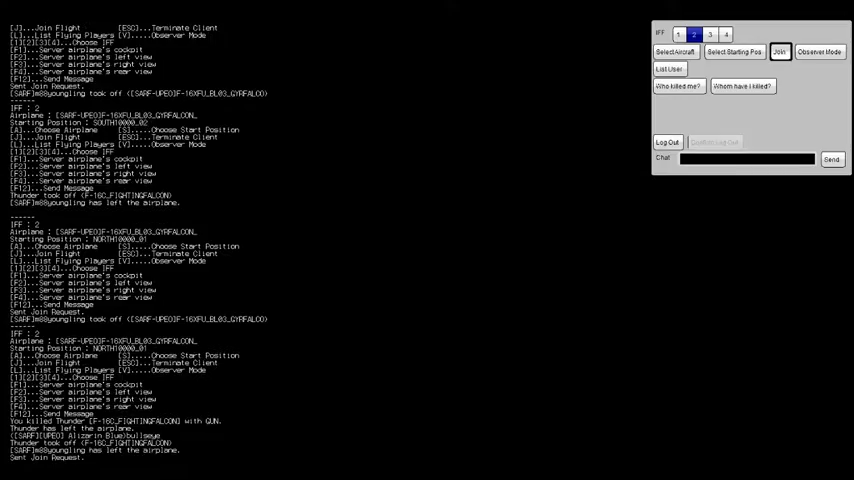 [J]...Join Flight          [ESC]...Terminate Client
[L]...List Flying Players [V]....Observer Mode
[1][2][3][4]...Choose IFF
[F1]...Server airplane's cockpit
[F2]...Server airplane's left view
[F3]...Server airplane's right view
[F4]...Server airplane's rear view
[F12]...Send Message
Sent Join Request.
[SARF]m88youngling took off ([SARF-UPEO]F-16XFU_BL03_GYRFALCO)
------
IFF : 2
Airplane : [SARF-UPEO]F-16XFU_BL03_GYRFALCON_
Starting Position : SOUTH10000_02
[A]...Choose Airplane     [S].....Choose Start Position
[J]...Join Flight          [ESC]...Terminate Client
[L]...List Flying Players [V]....Observer Mode
[1][2][3][4]...Choose IFF
[F1]...Server airplane's cockpit
[F2]...Server airplane's left view
[F3]...Server airplane's right view
[F4]...Server airplane's rear view
[F12]...Send Message
Thunder took off (F-16C_FIGHTINGFALCON)
[SARF]m88youngling has left the airplane.
------
IFF : 2
Airplane : [SARF-UPEO]F-16XFU_BL03_GYRFALCON_
Starting Position : NORTH10000_01
[A]...Choose Airplane     [S].....Choose Start Position
[J]...Join Flight          [ESC]...Terminate Client
[L]...List Flying Players [V]....Observer Mode
[1][2][3][4]...Choose IFF
[F1]...Server airplane's cockpit
[F2]...Server airplane's left view
[F3]...Server airplane's right view
[F4]...Server airplane's rear view
[F12]...Send Message
Sent Join Request.
[SARF]m88youngling took off ([SARF-UPEO]F-16XFU_BL03_GYRFALCO)
------
IFF : 2
Airplane : [SARF-UPEO]F-16XFU_BL03_GYRFALCON_
Starting Position : NORTH10000_01
[A]...Choose Airplane     [S].....Choose Start Position
[J]...Join Flight          [ESC]...Terminate Client
[L]...List Flying Players [V]....Observer Mode
[1][2][3][4]...Choose IFF
[F1]...Server airplane's cockpit
[F2]...Server airplane's left view
[F3]...Server airplane's right view
[F4]...Server airplane's rear view
[F12]...Send Message
You killed Thunder [F-16C_FIGHTINGFALCON] with GUN.
Thunder has left the airplane.
([SARF][UPEO] Alizarin Blue)bullseye
Thunder took off (F-16C_FIGHTINGFALCON)
[SARF]m88youngling has left the airplane.
Sent Join Request.
IFF 1 2 3 4
Select Aircraft Select Starting Pos Join Observer Mode
List User
Who killed me? Whom have I killed?
Log Out Confirm Log Out
Chat Send